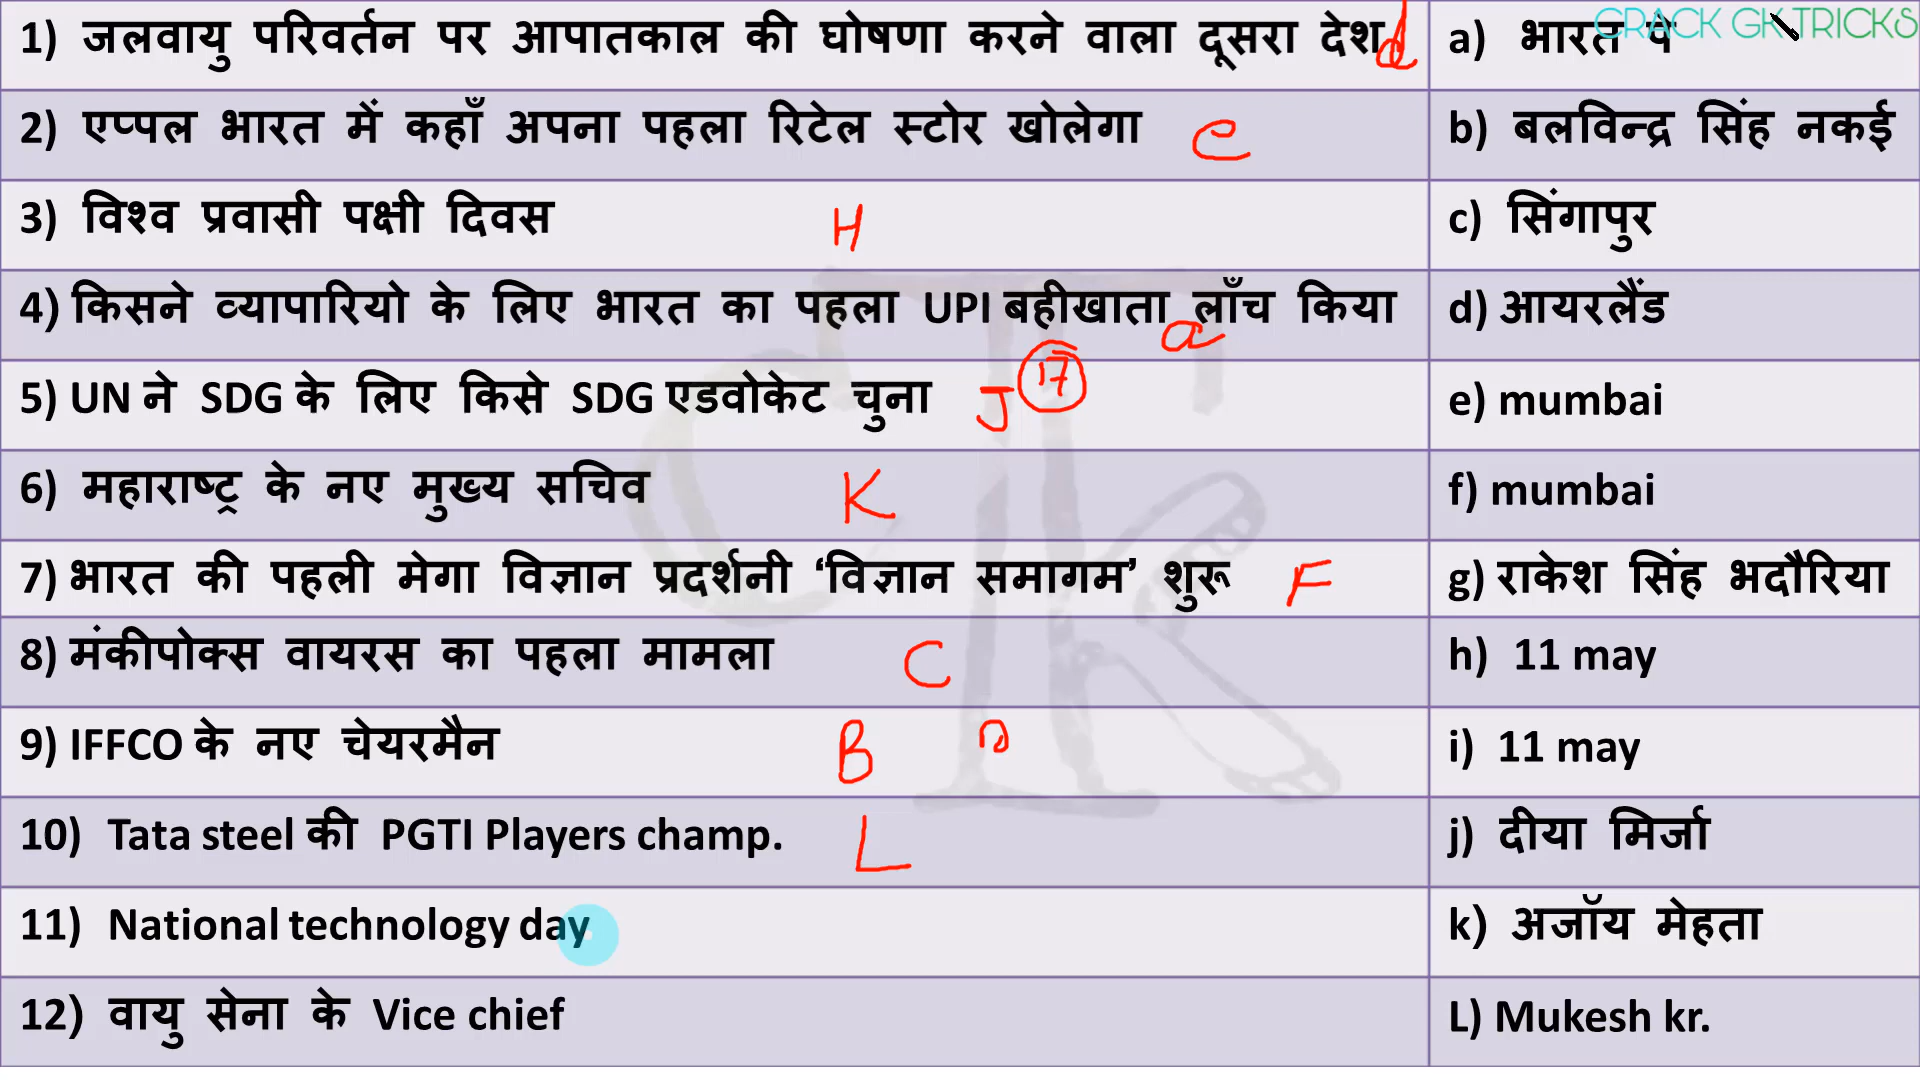 1) जलवायु परिवर्तन पर आपातकाल की घोषणा करने वाला दूसरा देश d a) भारत पे CRACK GK TRICKS
2) एप्पल भारत में कहाँ अपना पहला रिटेल स्टोर खोलेगा e b) बलविन्द्र सिंह नकई
3) विश्व प्रवासी पक्षी दिवस H c) सिंगापुर
4) किसने व्यापारियो के लिए भारत का पहला UPI बहीखाता लाँच किया a d) आयरलैंड
5) UN ने SDG के लिए किसे SDG एडवोकेट चुना J 17 e) mumbai
6) महाराष्ट्र के नए मुख्य सचिव K f) mumbai
7) भारत की पहली मेगा विज्ञान प्रदर्शनी ‘विज्ञान समागम’ शुरू F g) राकेश सिंह भदौरिया
8) मंकीपोक्स वायरस का पहला मामला C h) 11 may
9) IFFCO के नए चेयरमैन B i) 11 may
10) Tata steel की PGTI Players champ. L j) दीया मिर्जा
11) National technology day k) अजॉय मेहता
12) वायु सेना के Vice chief L) Mukesh kr.